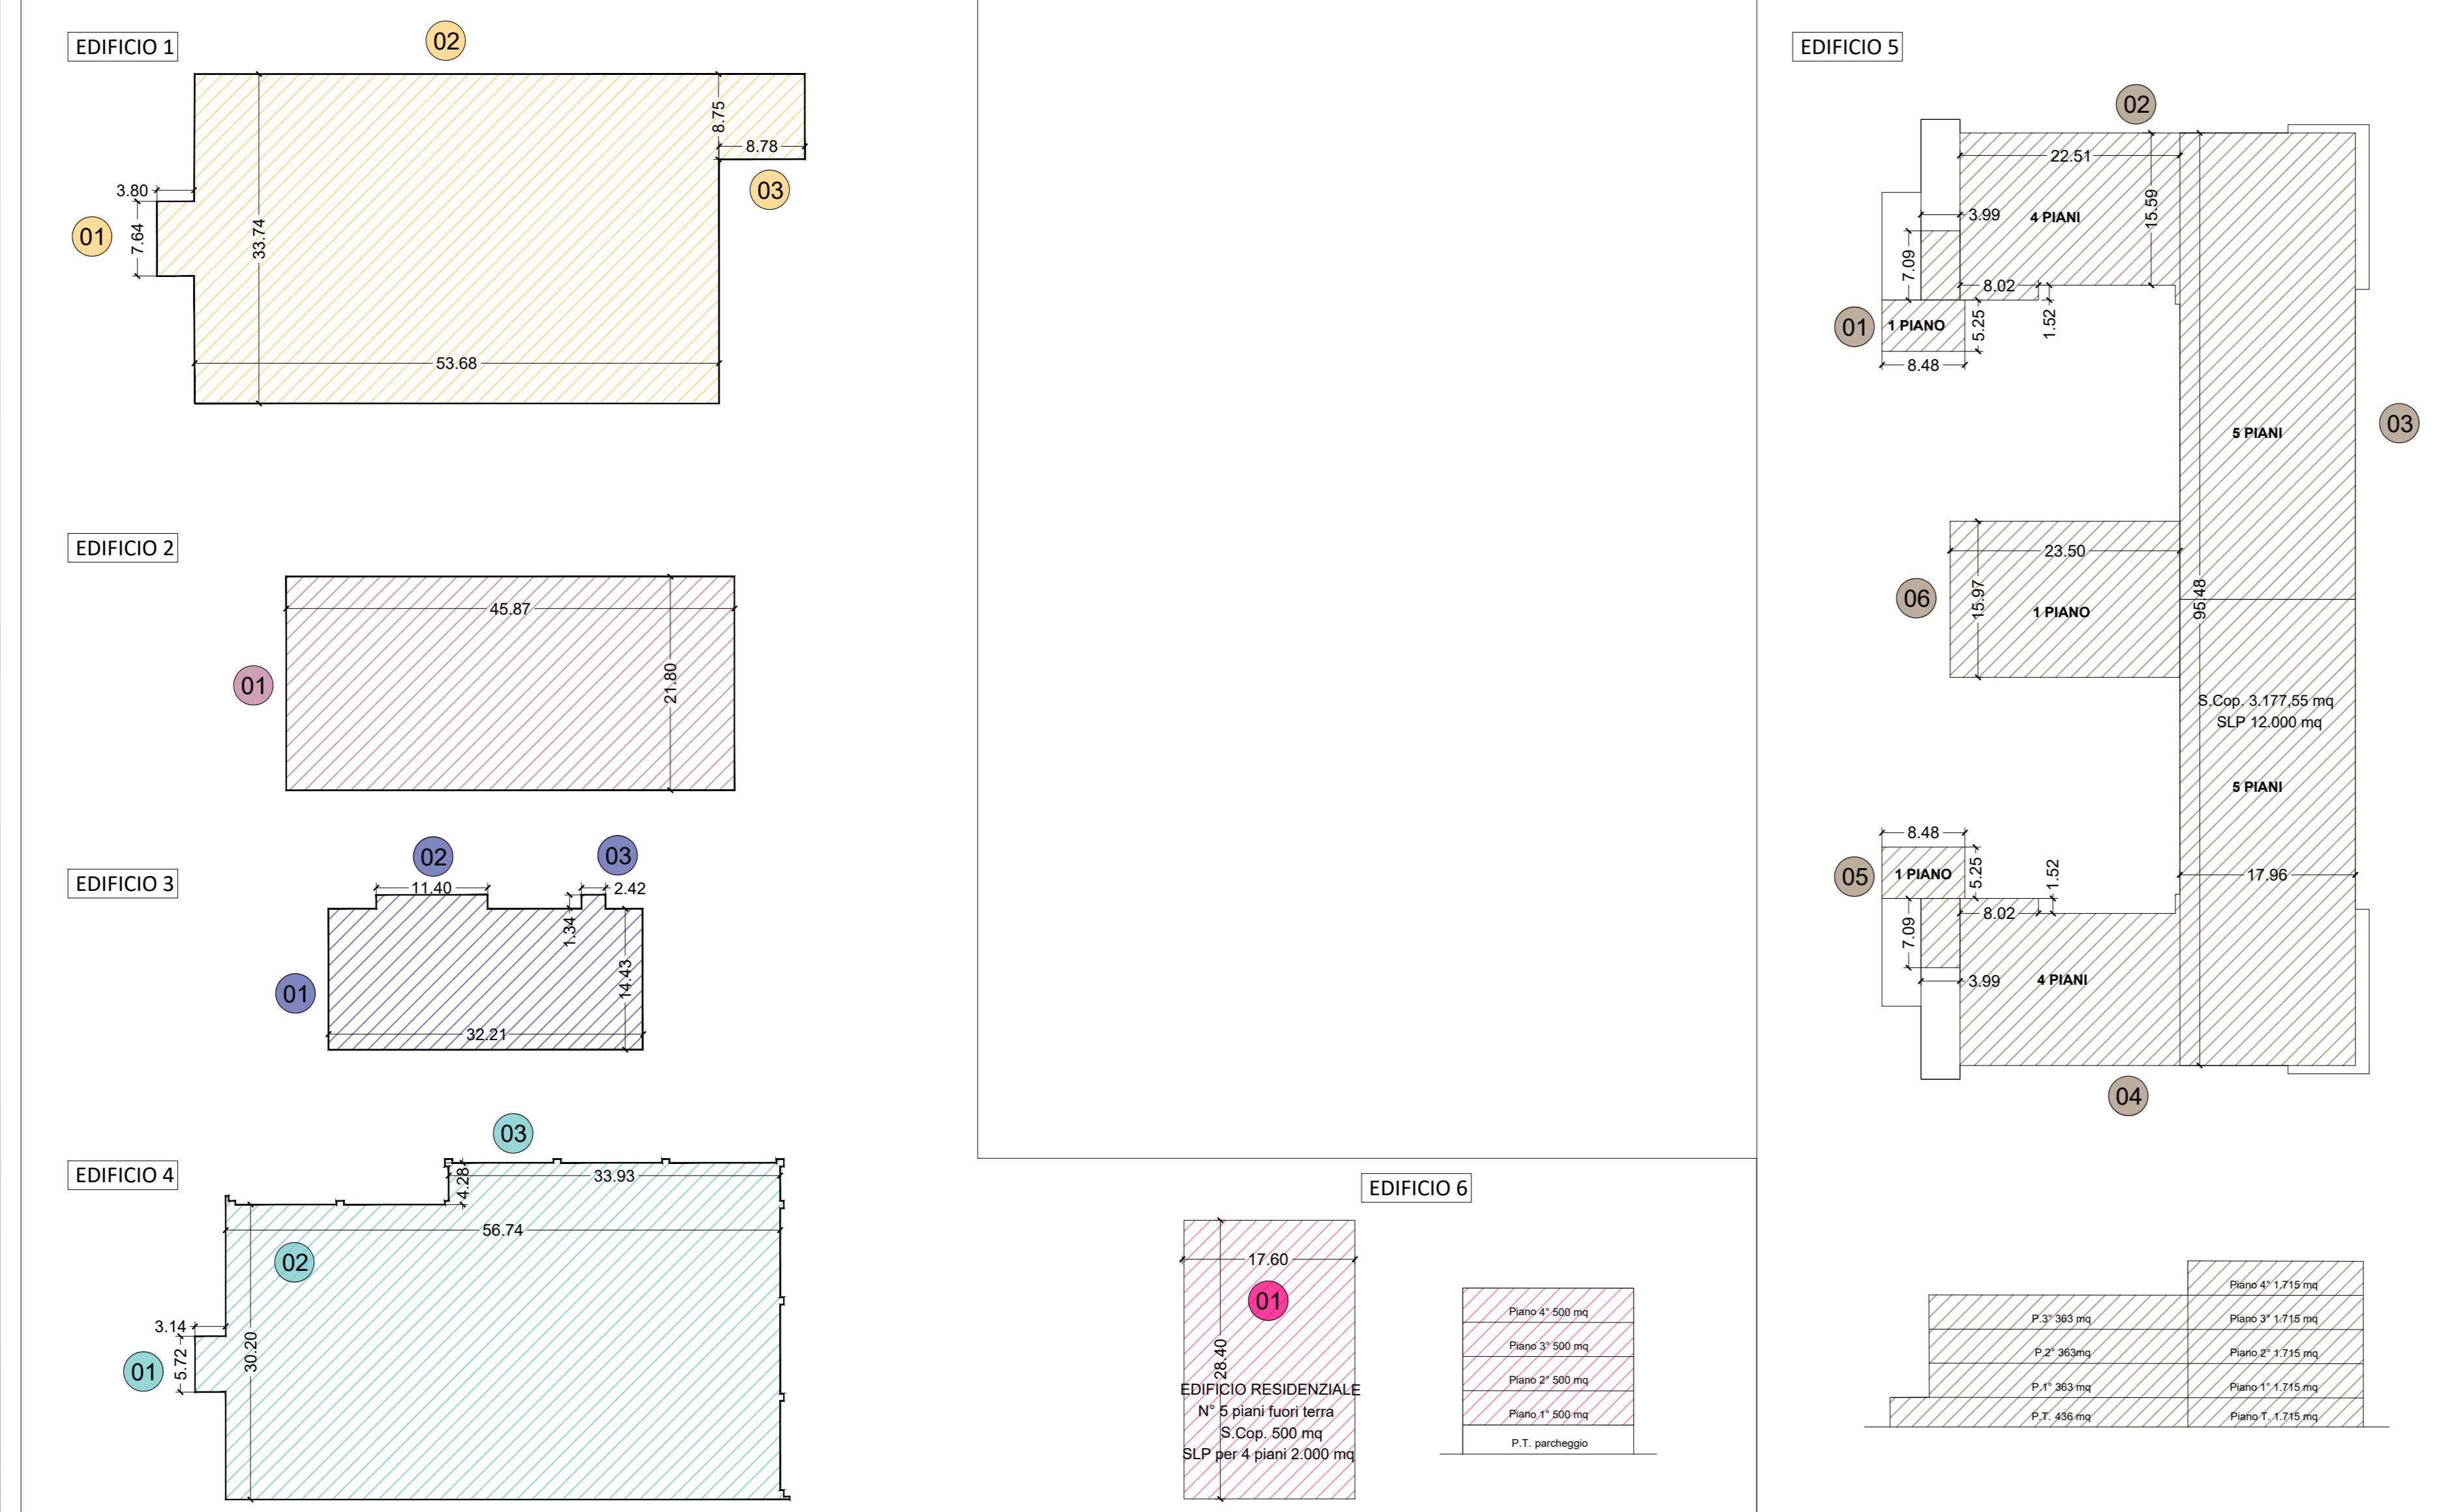 EDIFICIO 1
02
8.75
8.78
03
3.80
01
7.64
33.74
53.68
EDIFICIO 2
45.87
01
21.80
EDIFICIO 3
02
03
11.40
2.42
1.34
01
14.43
32.21
EDIFICIO 4
03
4.28
33.93
56.74
02
3.14
01
5.72
30.20
EDIFICIO 6
17.60
01
28.40
EDIFICIO RESIDENZIALE
N° 5 piani fuori terra
S.Cop. 500 mq
SLP per 4 piani 2.000 mq
Piano 4° 500 mq
Piano 3° 500 mq
Piano 2° 500 mq
Piano 1° 500 mq
P.T. parcheggio
EDIFICIO 5
02
22.51
3.99
4 PIANI
15.59
7.09
8.02
01
1 PIANO
5.25
1.52
8.48
5 PIANI
03
23.50
06
15.97
1 PIANO
95.48
S.Cop. 3.177,55 mq
SLP 12.000 mq
5 PIANI
8.48
05
1 PIANO
5.25
1.52
17.96
8.02
7.09
3.99
4 PIANI
04
Piano 4° 1.715 mq
P.3° 363 mq
Piano 3° 1.715 mq
P.2° 363mq
Piano 2° 1.715 mq
P.1° 363 mq
Piano 1° 1.715 mq
P.T. 436 mq
Piano T. 1.715 mq